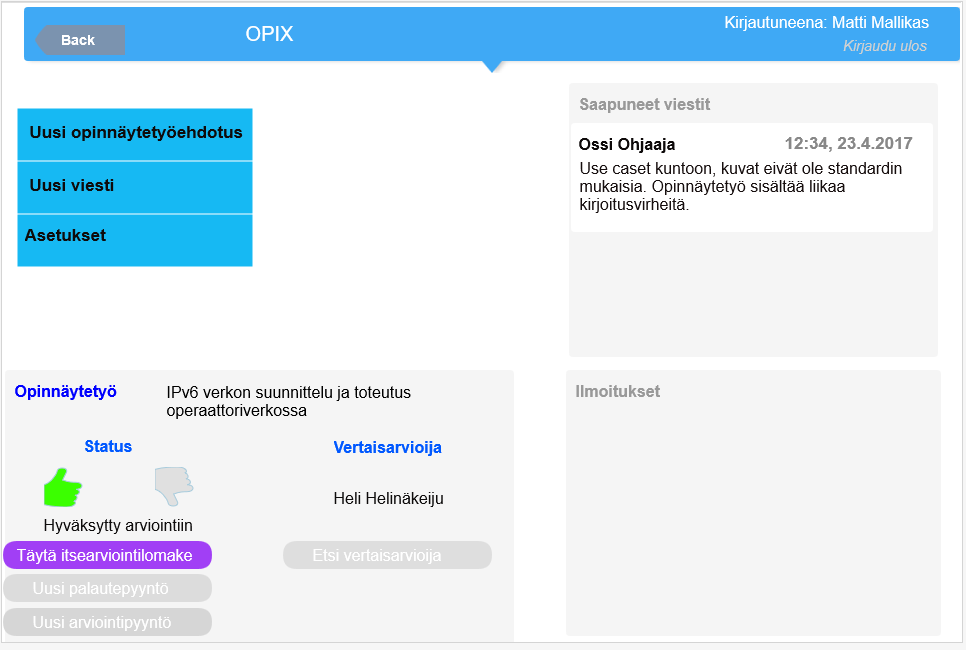 Back
OPIX
Kirjautuneena: Matti Mallikas
Kirjaudu ulos
Uusi opinnäytetyöehdotus
Uusi viesti
Asetukset
Saapuneet viestit
Ossi Ohjaaja 12:34, 23.4.2017
Use caset kuntoon, kuvat eivät ole standardin
mukaisia. Opinnäytetyö sisältää liikaa
kirjoitusvirheitä.
Opinnäytetyö
IPv6 verkon suunnittelu ja toteutus
operaattoriverkossa
Status
Vertaisarvioija
Heli Helinäkeiju
Hyväksytty arviointiin
Täytä itsearviointilomake
Etsi vertaisarvioija
Uusi palautepyyntö
Uusi arviointipyyntö
Ilmoitukset